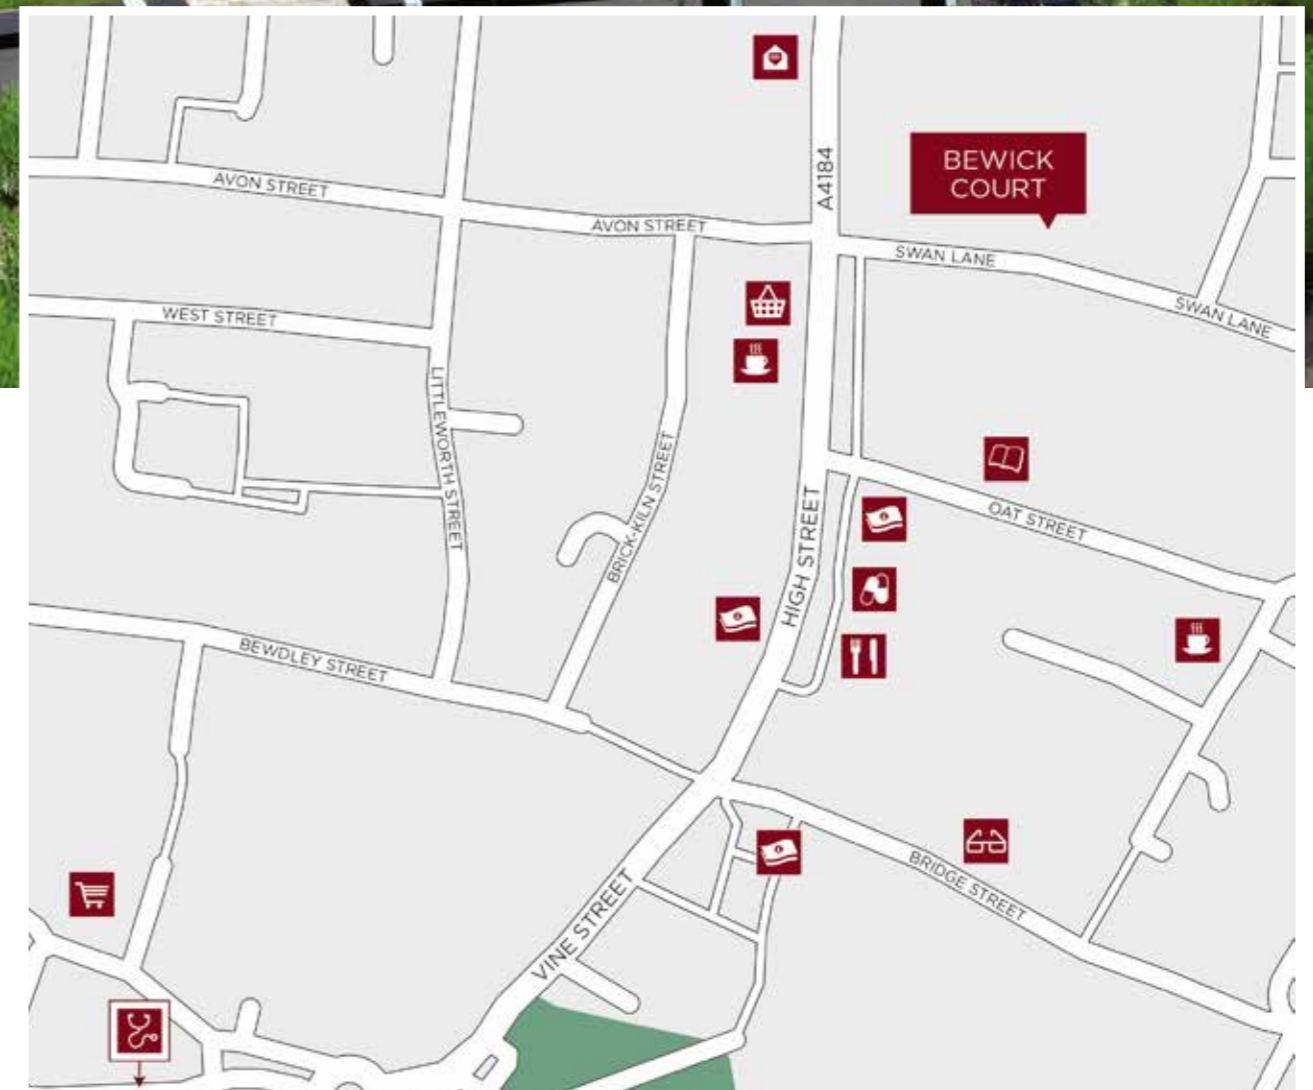 A4184
BEWICK
COURT
AVON STREET
AVON STREET
SWAN LANE
SWAN LANE
WEST STREET
LITTLEWORTH STREET
BRICK-KILN STREET
HIGH STREET
OAT STREET
BEWDLEY STREET
BRIDGE STREET
VINE STREET